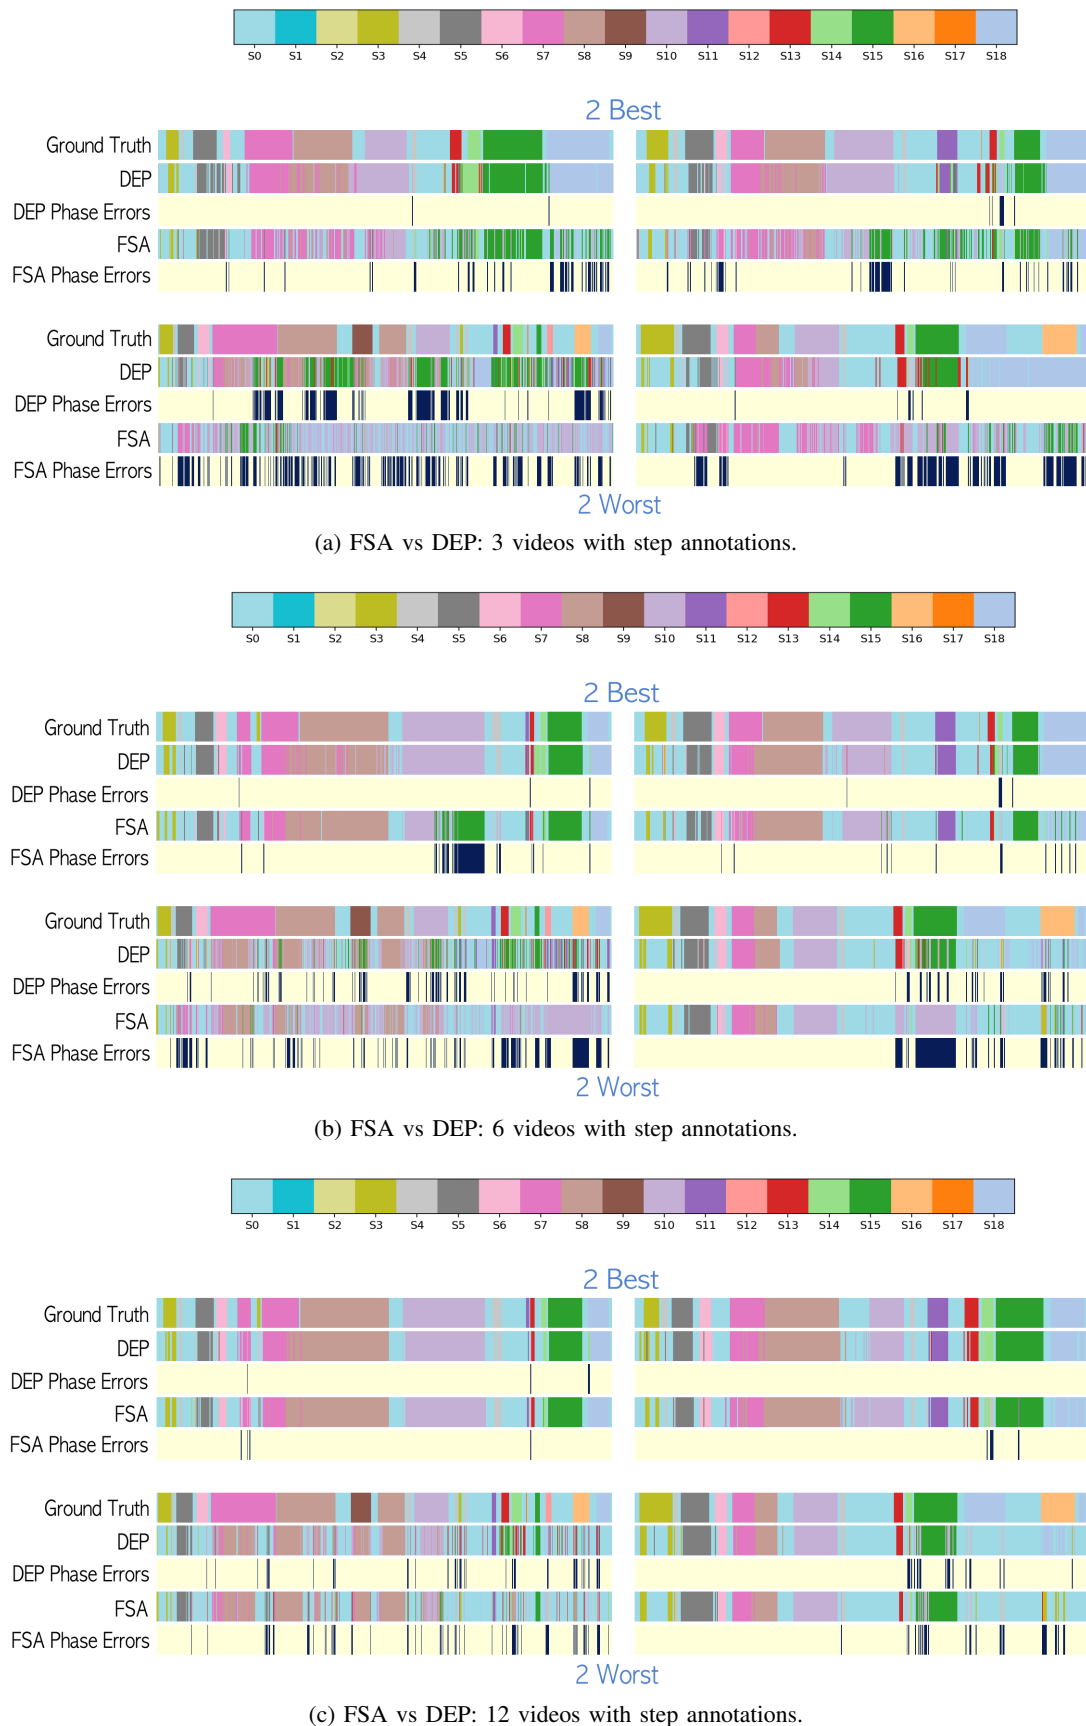 S0 S1 S2 S3 S4 S5 S6 S7 S8 S9 S10 S11 S12 S13 S14 S15 S16 S17 S18
2 Best
Ground Truth
DEP
DEP Phase Errors
FSA
FSA Phase Errors
Ground Truth
DEP
DEP Phase Errors
FSA
FSA Phase Errors
2 Worst
(a) FSA vs DEP: 3 videos with step annotations.
S0 S1 S2 S3 S4 S5 S6 S7 S8 S9 S10 S11 S12 S13 S14 S15 S16 S17 S18
2 Best
Ground Truth
DEP
DEP Phase Errors
FSA
FSA Phase Errors
Ground Truth
DEP
DEP Phase Errors
FSA
FSA Phase Errors
2 Worst
(b) FSA vs DEP: 6 videos with step annotations.
S0 S1 S2 S3 S4 S5 S6 S7 S8 S9 S10 S11 S12 S13 S14 S15 S16 S17 S18
2 Best
Ground Truth
DEP
DEP Phase Errors
FSA
FSA Phase Errors
Ground Truth
DEP
DEP Phase Errors
FSA
FSA Phase Errors
2 Worst
(c) FSA vs DEP: 12 videos with step annotations.